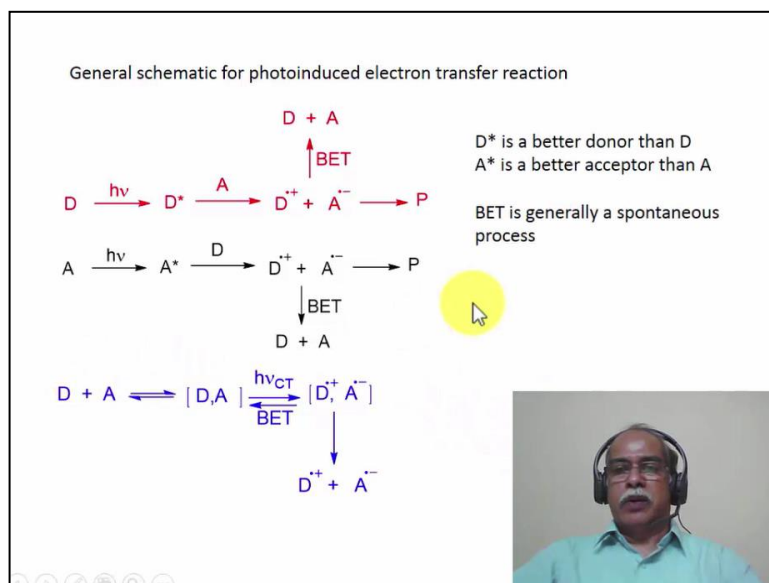 General schematic for photoinduced electron transfer reaction
D + A
BET
D hν D* A D•+ + A•− P
D* is a better donor than D
A* is a better acceptor than A
BET is generally a spontaneous
process
A hν A* D D•+ + A•− P
BET
D + A
D + A [ D,A ] hνCT [D•+, A•−]
BET
D•+ + A•−